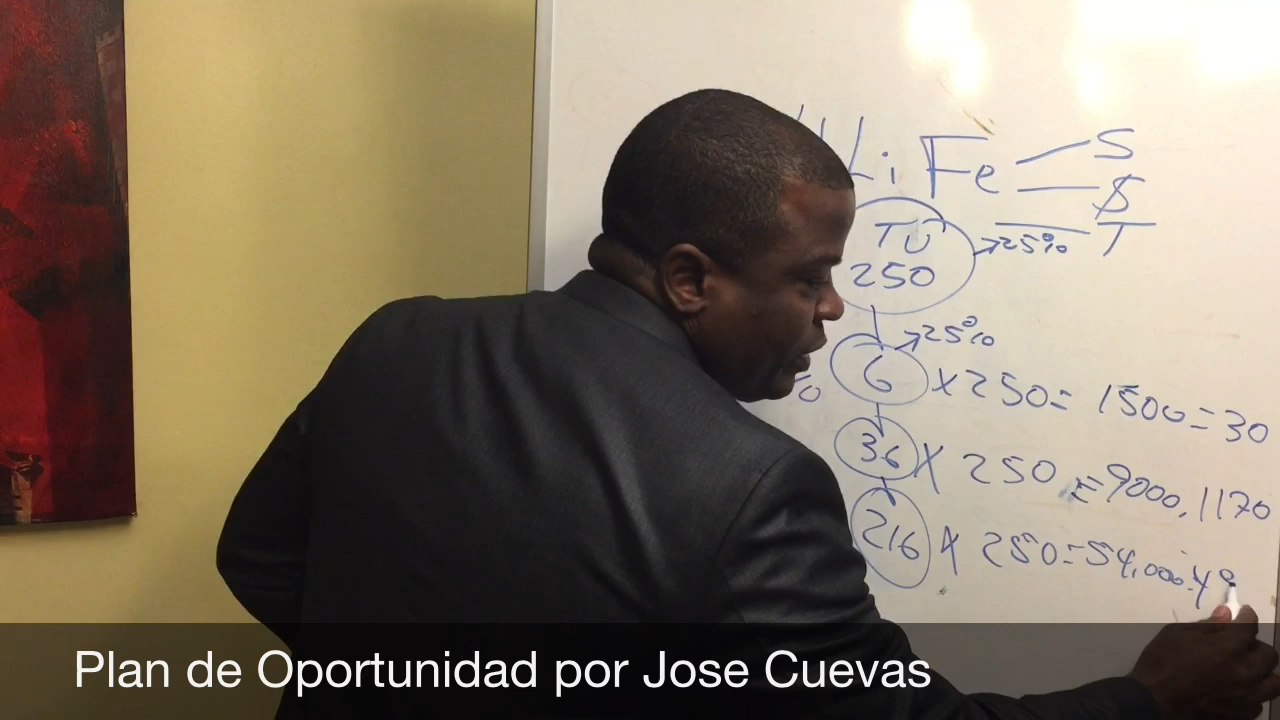 LiFe S
$
TU 25% T
250
25%
6 X 250 = 1500 = 30
36 X 250 = 9000, 1170
216 X 250 = 54,000 = 49
Plan de Oportunidad por Jose Cuevas